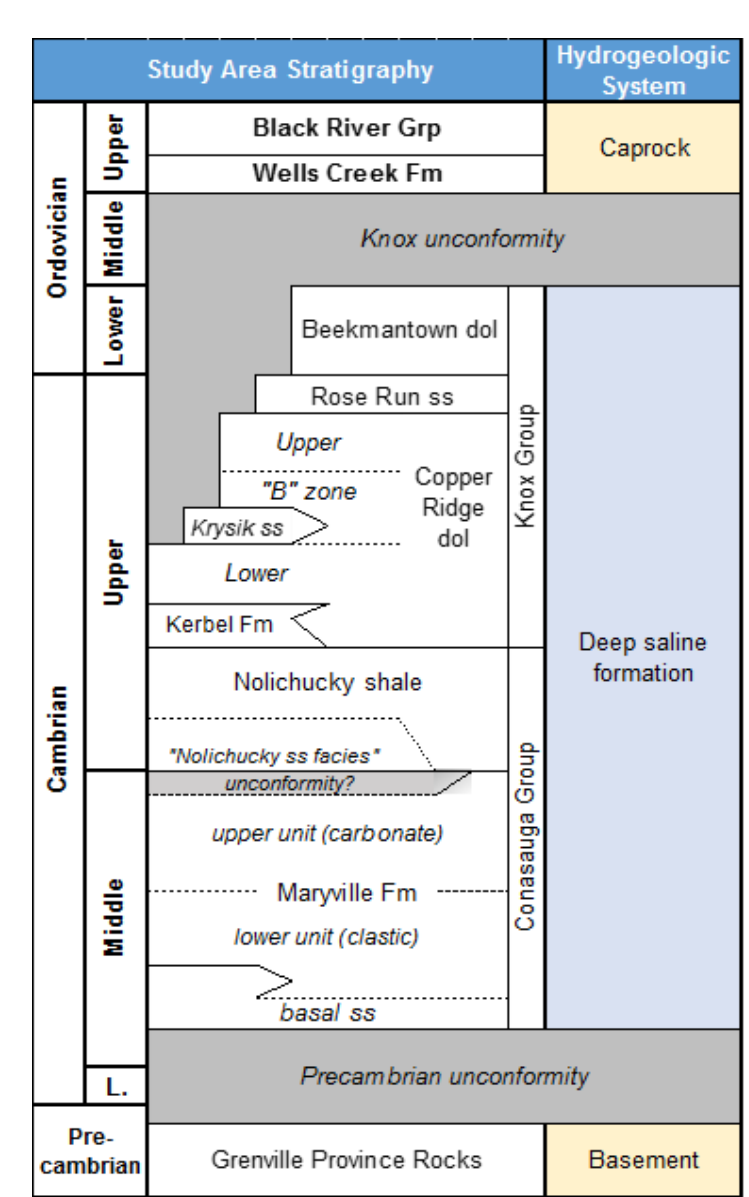 Study Area Stratigraphy
Hydrogeologic
System
Ordovician
Upper
Black River Grp
Wells Creek Fm
Caprock
Middle
Knox unconformity
Lower
Beekmantown dol
Knox Group
Deep saline
formation
Cambrian
Upper
Rose Run ss
Upper
"B" zone
Copper
Ridge
dol
Krysik ss
Lower
Kerbel Fm
Nolichucky shale
"Nolichucky ss facies"
Conasauga Group
Middle
unconformity?
upper unit (carbonate)
Maryville Fm
lower unit (clastic)
basal ss
L.
Precambrian unconformity
Pre-
cambrian
Grenville Province Rocks
Basement